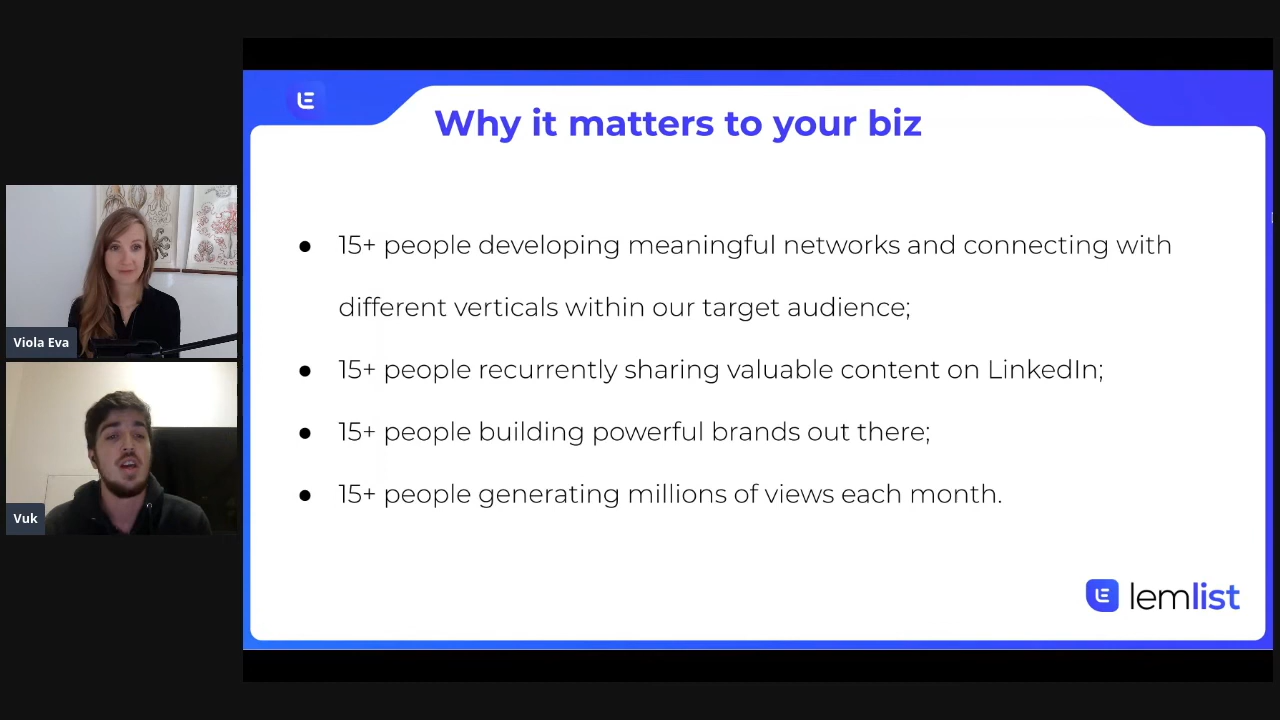 Why it matters to your biz
15+ people developing meaningful networks and connecting with
different verticals within our target audience;
15+ people recurrently sharing valuable content on LinkedIn;
15+ people building powerful brands out there;
15+ people generating millions of views each month.
lemlist
Viola Eva
Vuk